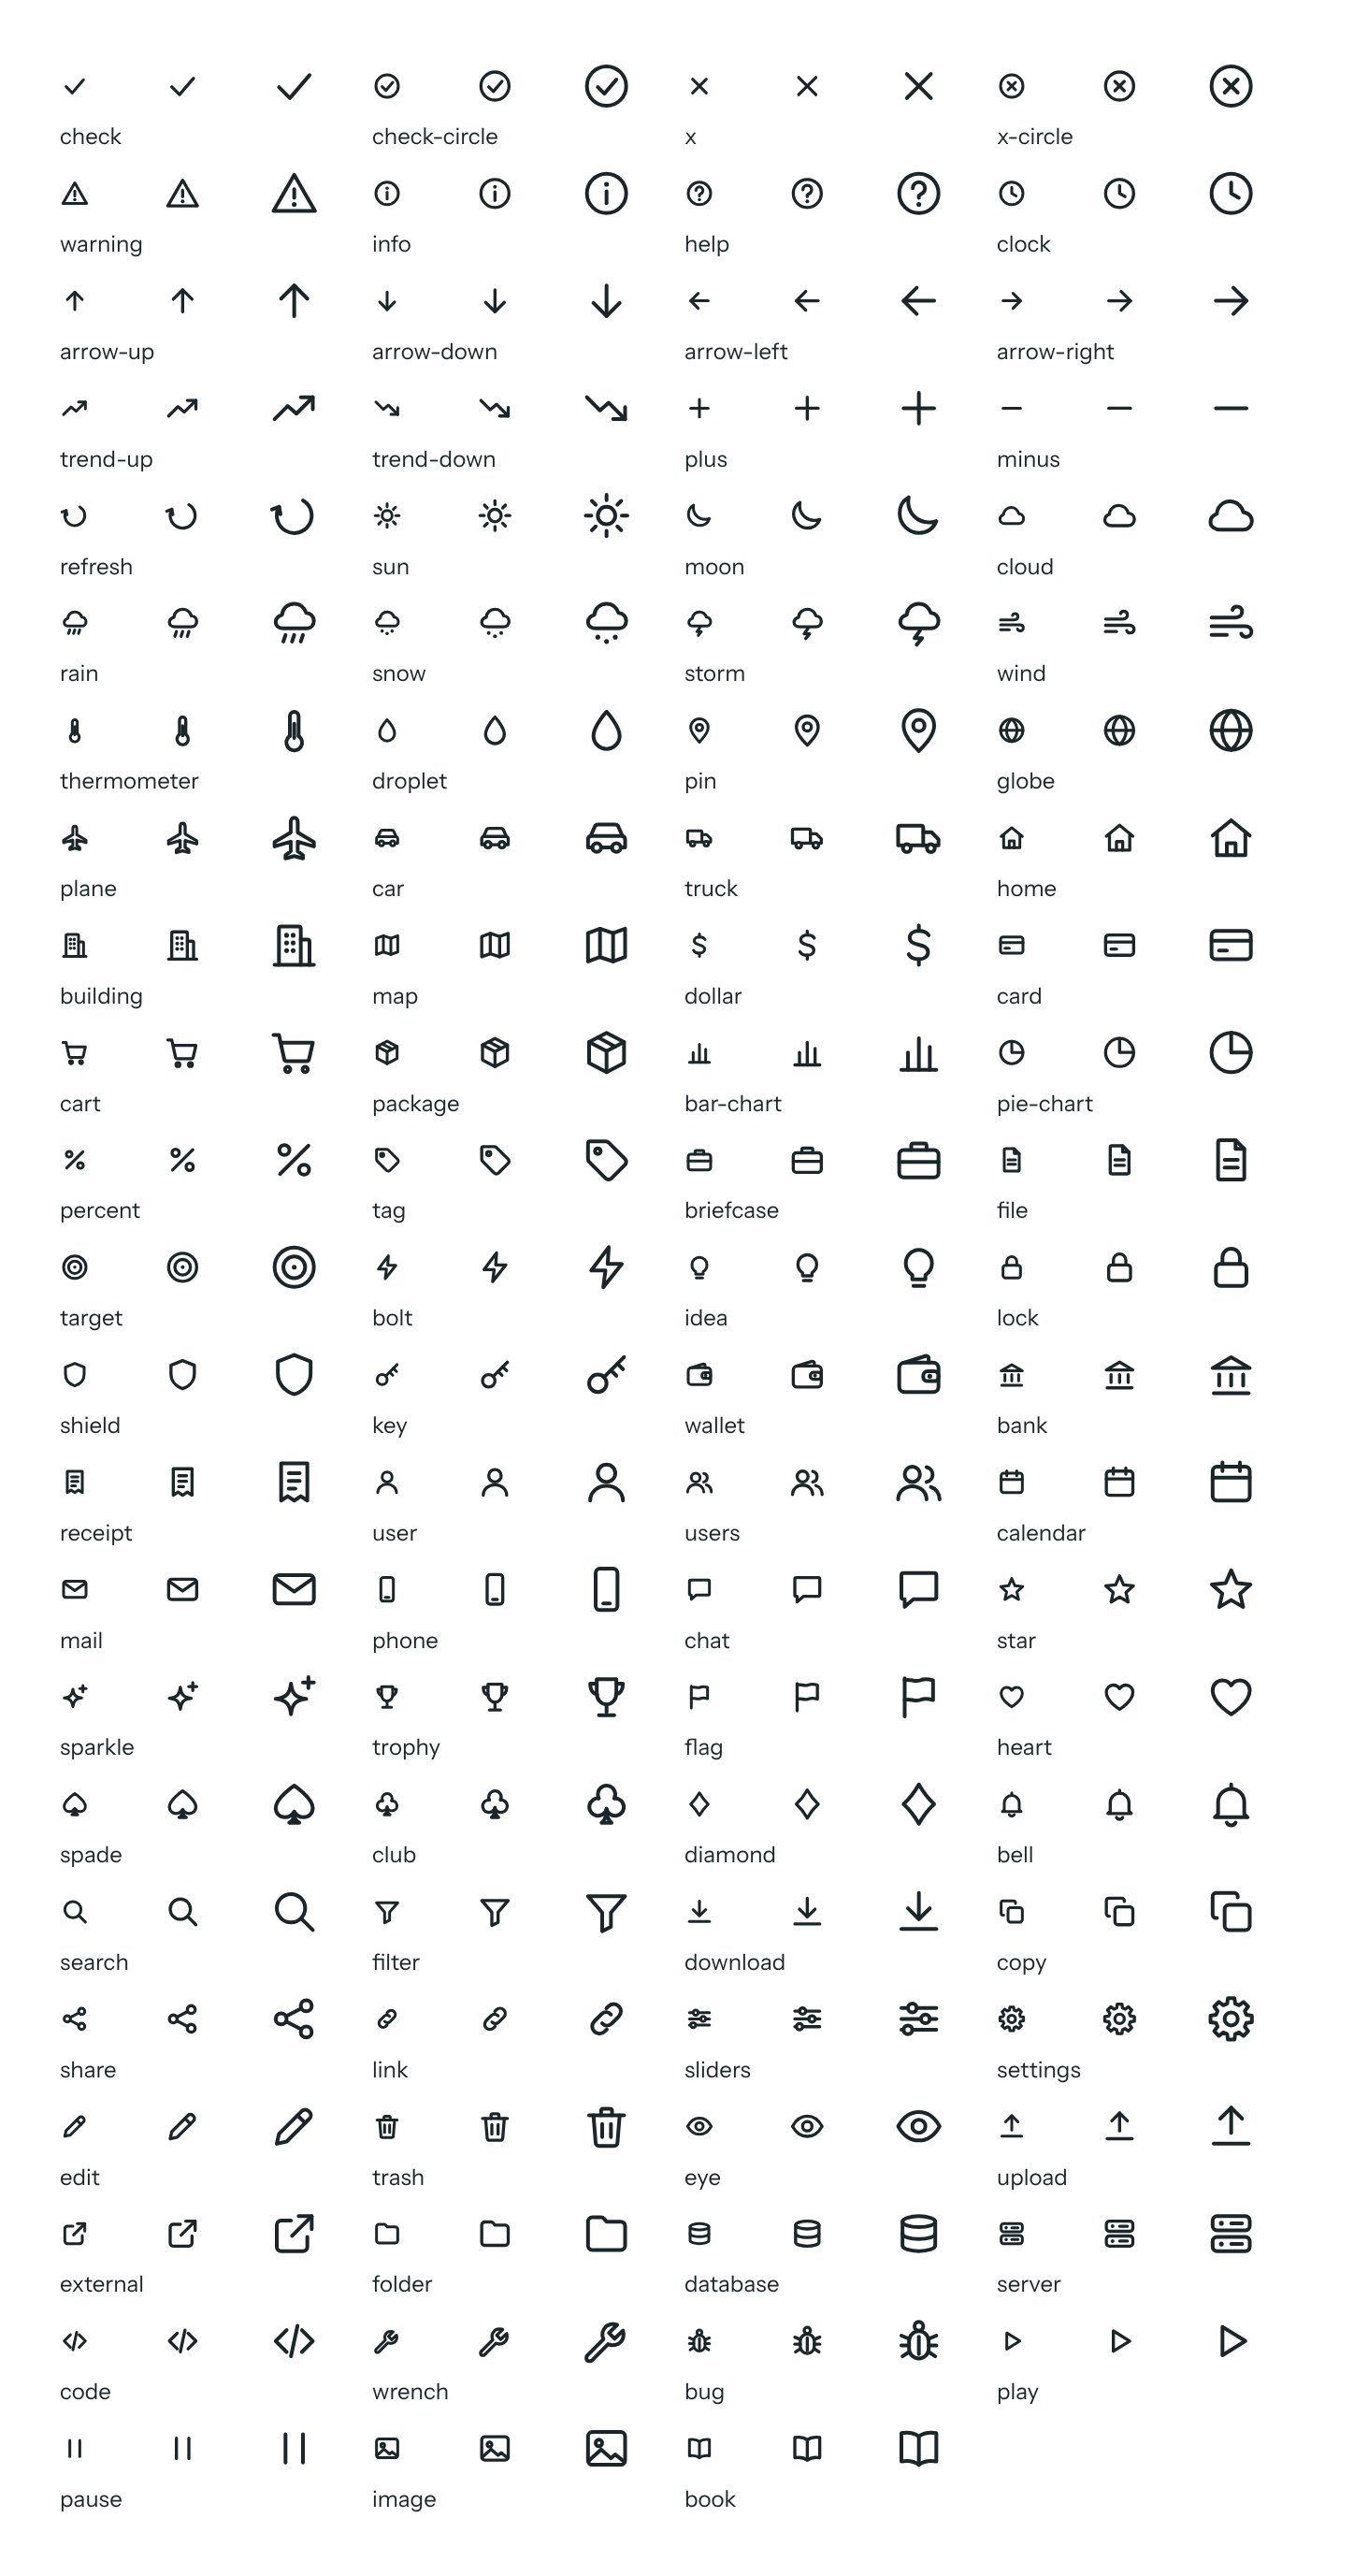 check check-circle x x-circle
warning info help clock
arrow-up arrow-down arrow-left arrow-right
trend-up trend-down plus minus
refresh sun moon cloud
rain snow storm wind
thermometer droplet pin globe
plane car truck home
building map dollar card
cart package bar-chart pie-chart
percent tag briefcase file
target bolt idea lock
shield key wallet bank
receipt user users calendar
mail phone chat star
sparkle trophy flag heart
spade club diamond bell
search filter download copy
share link sliders settings
edit trash eye upload
external folder database server
code wrench bug play
pause image book